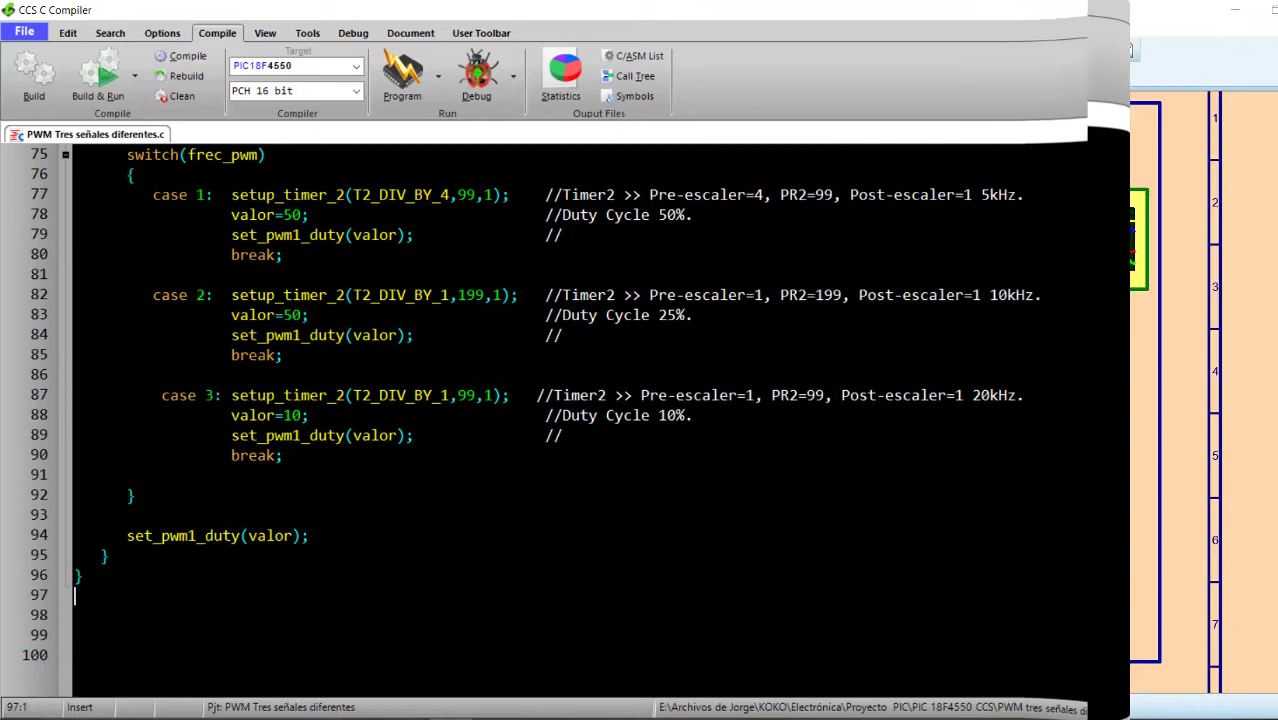 CCS C Compiler
File Edit Search Options Compile View Tools Debug Document User Toolbar
Build
Build & Run
Compile
Rebuild
Clean
Compile
Target
PIC18F4550
PCH 16 bit
Compiler
Program
Debug
Run
Statistics
C/ASM List
Call Tree
Symbols
Ouput Files
PWM Tres señales diferentes.c
75 switch(frec_pwm)
76 {
77 case 1: setup_timer_2(T2_DIV_BY_4,99,1); //Timer2 >> Pre-escaler=4, PR2=99, Post-escaler=1 5kHz.
78 valor=50; //Duty Cycle 50%.
79 set_pwm1_duty(valor); //
80 break;
81
82 case 2: setup_timer_2(T2_DIV_BY_1,199,1); //Timer2 >> Pre-escaler=1, PR2=199, Post-escaler=1 10kHz.
83 valor=50; //Duty Cycle 25%.
84 set_pwm1_duty(valor); //
85 break;
86
87 case 3: setup_timer_2(T2_DIV_BY_1,99,1); //Timer2 >> Pre-escaler=1, PR2=99, Post-escaler=1 20kHz.
88 valor=10; //Duty Cycle 10%.
89 set_pwm1_duty(valor); //
90 break;
91
92 }
93
94 set_pwm1_duty(valor);
95 }
96 }
97
98
99
100
97:1 Insert Pjt: PWM Tres señales diferentes E:\Archivos de Jorge\KOKO\Electrónica\Proyecto PIC\PIC 18F4550 CCS\PWM tres señales
1
2
3
4
5
6
7